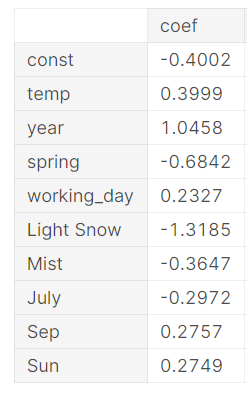 coef
const -0.4002
temp 0.3999
year 1.0458
spring -0.6842
working_day 0.2327
Light Snow -1.3185
Mist -0.3647
July -0.2972
Sep 0.2757
Sun 0.2749